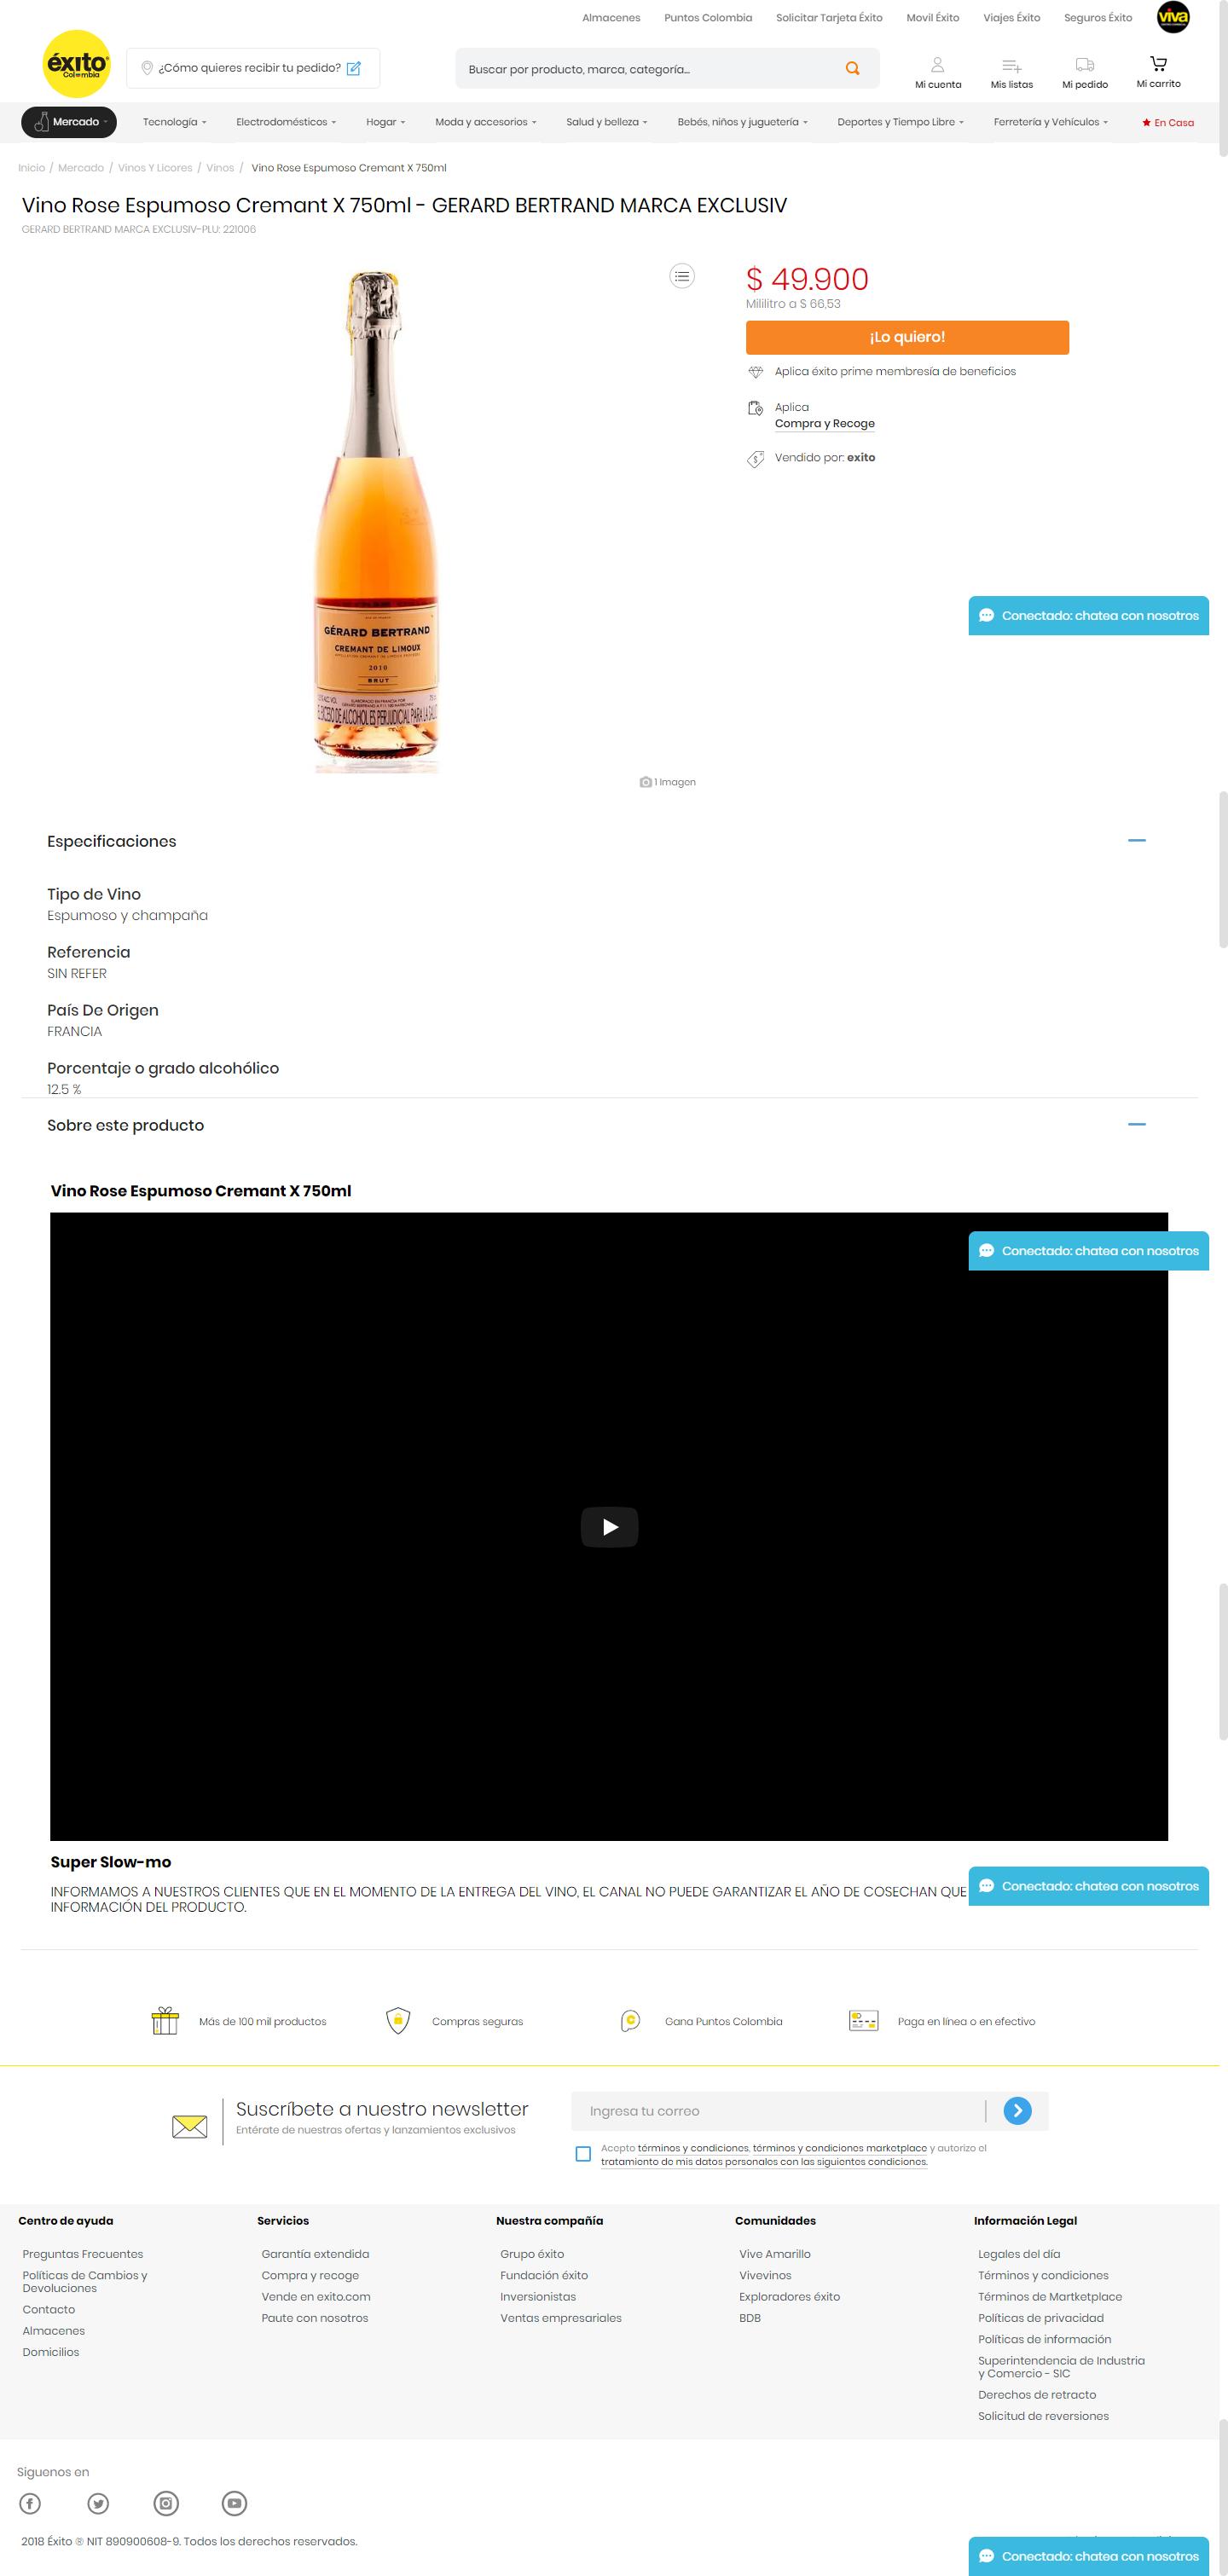 Almacenes Puntos Colombia Solicitar Tarjeta Éxito Movil Éxito Viajes Éxito Seguros Éxito viva
éxito
Colombia
¿Cómo quieres recibir tu pedido?
Buscar por producto, marca, categoría...
Mi cuenta Mis listas Mi pedido Mi carrito
Mercado Tecnología Electrodomésticos Hogar Moda y accesorios Salud y belleza Bebés, niños y juguetería Deportes y Tiempo Libre Ferretería y Vehículos En Casa
Inicio / Mercado / Vinos Y Licores / Vinos / Vino Rose Espumoso Cremant X 750ml
Vino Rose Espumoso Cremant X 750ml - GERARD BERTRAND MARCA EXCLUSIV
GERARD BERTRAND MARCA EXCLUSIV-PLU: 221006
$ 49.900
Mililitro a $ 66,53
¡Lo quiero!
Aplica éxito prime membresía de beneficios
Aplica
Compra y Recoge
Vendido por: exito
GÉRARD BERTRAND
CREMANT DE LIMOUX
2010
BRUT
EL EXCESO DE ALCOHOL ES PERJUDICIAL PARA LA SALUD
Conectado: chatea con nosotros
1 Imagen
Especificaciones
Tipo de Vino
Espumoso y champaña
Referencia
SIN REFER
País De Origen
FRANCIA
Porcentaje o grado alcohólico
12.5 %
Sobre este producto
Vino Rose Espumoso Cremant X 750ml
Conectado: chatea con nosotros
Super Slow-mo
INFORMAMOS A NUESTROS CLIENTES QUE EN EL MOMENTO DE LA ENTREGA DEL VINO, EL CANAL NO PUEDE GARANTIZAR EL AÑO DE COSECHAN QUE
INFORMACIÓN DEL PRODUCTO.
Conectado: chatea con nosotros
Más de 100 mil productos Compras seguras Gana Puntos Colombia Paga en línea o en efectivo
Suscríbete a nuestro newsletter
Entérate de nuestras ofertas y lanzamientos exclusivos
Ingresa tu correo
Acepto términos y condiciones, términos y condiciones marketplace y autorizo el
tratamiento de mis datos personales con las siguientes condiciones.
Centro de ayuda
Preguntas Frecuentes
Políticas de Cambios y
Devoluciones
Contacto
Almacenes
Domicilios
Servicios
Garantía extendida
Compra y recoge
Vende en exito.com
Paute con nosotros
Nuestra compañía
Grupo éxito
Fundación éxito
Inversionistas
Ventas empresariales
Comunidades
Vive Amarillo
Vivevinos
Exploradores éxito
BDB
Información Legal
Legales del día
Términos y condiciones
Términos de Martketplace
Políticas de privacidad
Políticas de información
Superintendencia de Industria
y Comercio - SIC
Derechos de retracto
Solicitud de reversiones
Siguenos en
2018 Éxito ® NIT 890900608-9. Todos los derechos reservados.
Conectado: chatea con nosotros